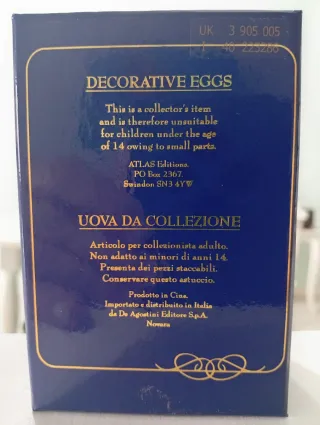 UK 3 905 005
40 225268
DECORATIVE EGGS
This is a collector's item
and is therefore unsuitable
for children under the age
of 14 owing to small parts.
ATLAS Editions.
PO Box 2367.
Swindon SN3 4YW
UOVA DA COLLEZIONE
Articolo per collezionista adulto.
Non adatto ai minori di anni 14.
Presenta dei pezzi staccabili.
Conservare questo astuccio.
Prodotto in Cina.
Importato e distribuito in Italia
da De Agostini Editore S.p.A.
Novara